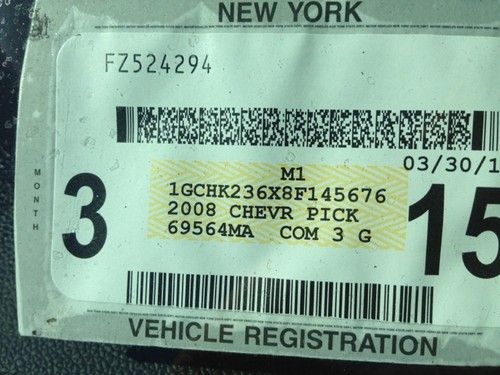 NEW YORK
FZ524294
03/30/1
M1
1GCHK236X8F145676
2008 CHEVR PICK
69564MA COM 3 G
MONTH
3
15
VEHICLE REGISTRATION